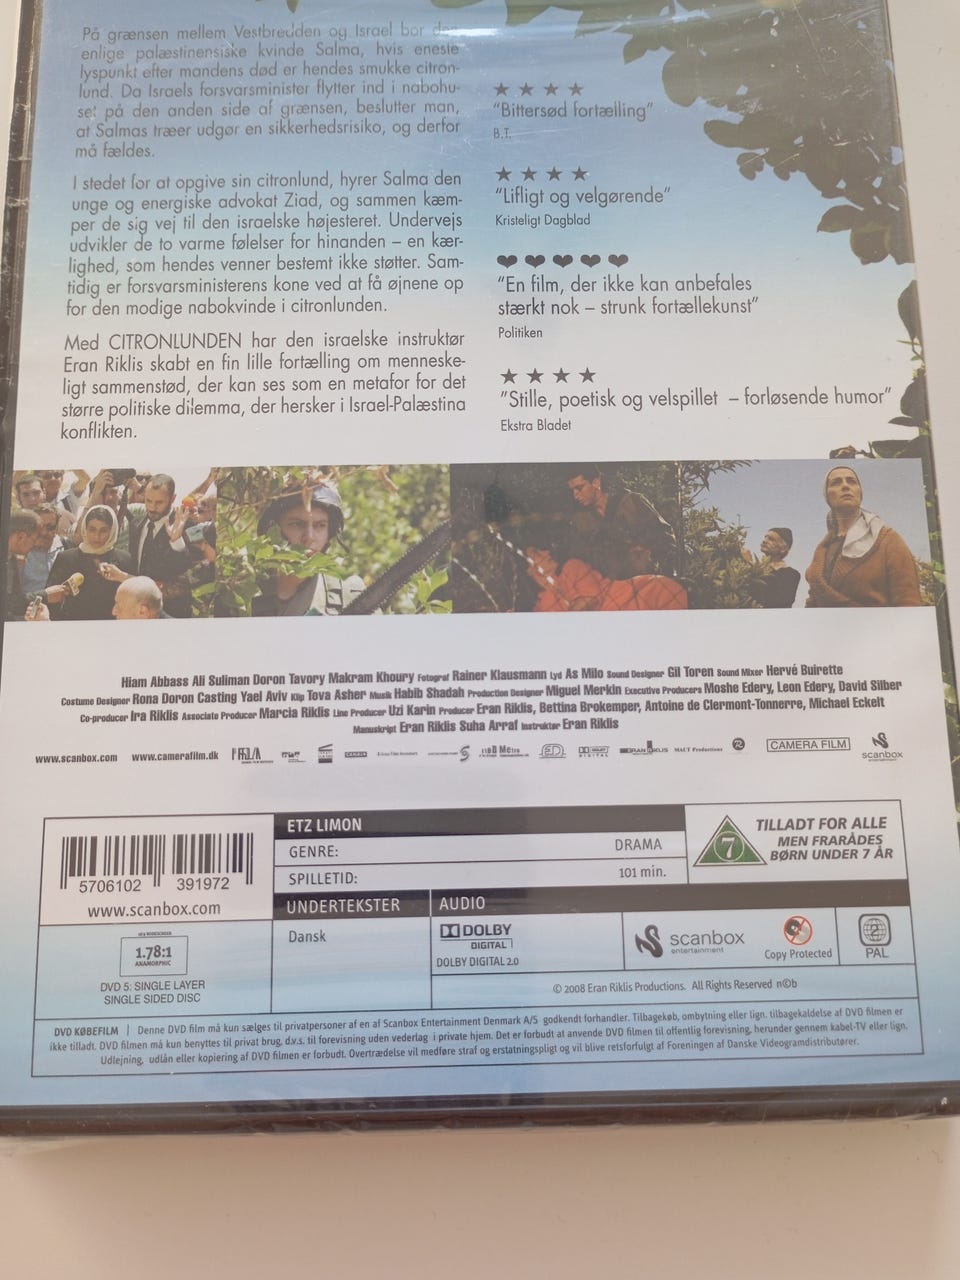 På grænsen mellem Vestbredden og Israel bor den
enlige palæstinensiske kvinde Salma, hvis eneste
lyspunkt efter mandens død er hendes smukke citron-
lund. Da Israels forsvarsminister flytter ind i nabohu-
set på den anden side af grænsen, beslutter man,
at Salmas træer udgør en sikkerhedsrisiko, og derfor
må fældes.
I stedet for at opgive sin citronlund, hyrer Salma den
unge og energiske advokat Ziad, og sammen kæm-
per de sig vej til den israelske højesteret. Undervejs
udvikler de to varme følelser for hinanden – en kær-
lighed, som hendes venner bestemt ikke støtter. Sam-
tidig er forsvarsministerens kone ved at få øjnene op
for den modige nabokvinde i citronlunden.
Med CITRONLUNDEN har den israelske instruktør
Eran Riklis skabt en fin lille fortælling om menneske-
ligt sammenstød, der kan ses som en metafor for det
større politiske dilemma, der hersker i Israel-Palæstina
konflikten.
★ ★ ★ ★
"Bittersød fortælling"
B.T.
★ ★ ★ ★
"Lifligt og velgørende"
Kristeligt Dagblad
❤ ❤ ❤ ❤ ❤
"En film, der ikke kan anbefales
stærkt nok – strunk fortællekunst"
Politiken
★ ★ ★ ★
"Stille, poetisk og velspillet – forløsende humor"
Ekstra Bladet
Hiam Abbass Ali Suliman Doron Tavory Makram Khoury Fotograf Rainer Klausmann Lyd As Milo Sound Designer Gil Toren Sound Mixer Hervé Buirette
Costume Designer Rona Doron Casting Yael Aviv Klip Tova Asher Musik Habib Shadah Production Designer Miguel Merkin Executive Producers Moshe Edery, Leon Edery, David Silber
Co-producer Ira Riklis Associate Producer Marcia Riklis Line Producer Uzi Karin Producer Eran Riklis, Bettina Brokemper, Antoine de Clermont-Tonnerre, Michael Eckelt
Manuskript Eran Riklis Suha Arraf Instruktør Eran Riklis
www.scanbox.com www.camerafilm.dk
ERAN RIKLIS MACT Productions CAMERA FILM scanbox
entertainment
5706102 391972
www.scanbox.com
16:9 WIDESCREEN
1.78:1
ANAMORPHIC
DVD 5: SINGLE LAYER
SINGLE SIDED DISC
ETZ LIMON
GENRE: DRAMA
SPILLETID: 101 min.
UNDERTEKSTER AUDIO
Dansk
DOLBY
DIGITAL
DOLBY DIGITAL 2.0
7
TILLADT FOR ALLE
MEN FRARÅDES
BØRN UNDER 7 ÅR
scanbox
entertainment
Copy Protected
2
PAL
© 2008 Eran Riklis Productions. All Rights Reserved n©b
DVD KØBEFILM | Denne DVD film må kun sælges til privatpersoner af en af Scanbox Entertainment Denmark A/S godkendt forhandler. Tilbagekøb, ombytning eller lign. tilbagekaldelse af DVD filmen er
ikke tilladt. DVD filmen må kun benyttes til privat brug, d.v.s. til forevisning uden vederlag i private hjem. Det er forbudt at anvende DVD filmen til offentlig forevisning, herunder gennem kabel-TV eller lign.
Udlejning, udlån eller kopiering af DVD filmen er forbudt. Overtrædelse vil medføre straf og erstatningspligt og vil blive retsforfulgt af Foreningen af Danske Videogramdistributører.